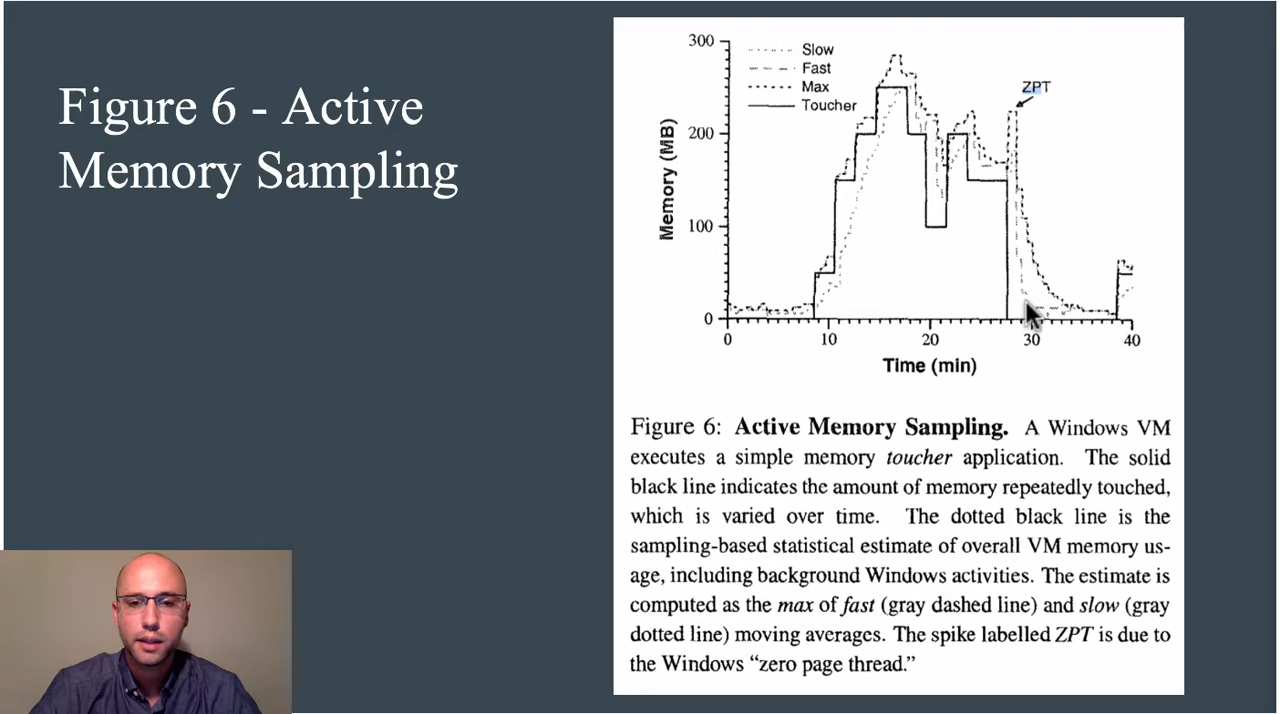 Figure 6 - Active
Memory Sampling
300
200
100
0
Memory (MB)
Slow
Fast
Max
Toucher
ZPT
0
10
20
30
40
Time (min)
Figure 6: Active Memory Sampling. A Windows VM
executes a simple memory toucher application. The solid
black line indicates the amount of memory repeatedly touched,
which is varied over time. The dotted black line is the
sampling-based statistical estimate of overall VM memory us-
age, including background Windows activities. The estimate is
computed as the max of fast (gray dashed line) and slow (gray
dotted line) moving averages. The spike labelled ZPT is due to
the Windows “zero page thread.”